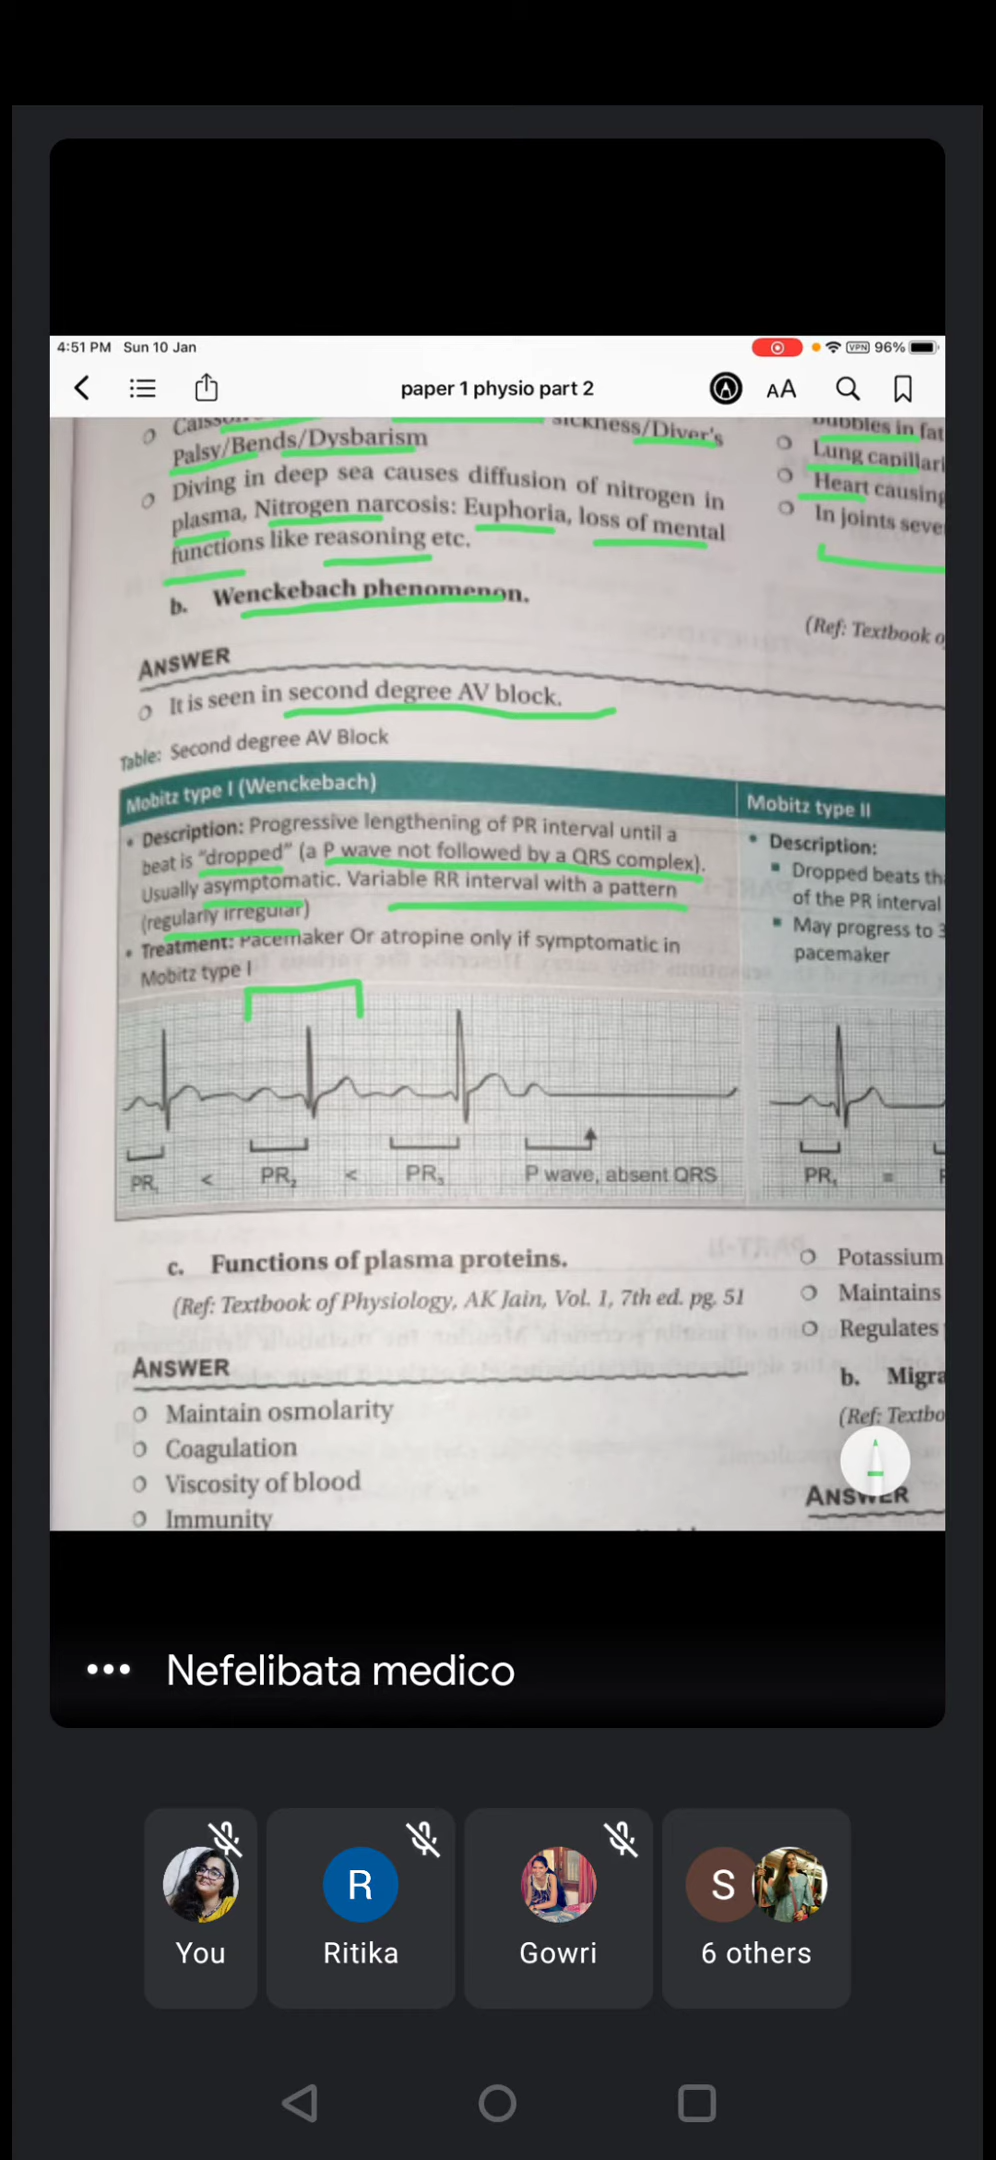 4:51 PM Sun 10 Jan
VPN 96%
paper 1 physio part 2
AA
sickness/Diver's
Palsy/Bends/Dysbarism
Diving in deep sea causes diffusion of nitrogen in
plasma, Nitrogen narcosis: Euphoria, loss of mental
functions like reasoning etc.
b. Wenckebach phenomenon.
ANSWER
It is seen in second degree AV block.
Table: Second degree AV Block
Mobitz type I (Wenckebach)
• Description: Progressive lengthening of PR interval until a
beat is "dropped" (a P wave not followed by a QRS complex).
Usually asymptomatic. Variable RR interval with a pattern
(regularly irregular)
• Treatment: Pacemaker Or atropine only if symptomatic in
Mobitz type I
PR₁ < PR₂ < PR₃ P wave, absent QRS
c. Functions of plasma proteins.
(Ref: Textbook of Physiology, AK Jain, Vol. 1, 7th ed. pg. 51
ANSWER
Maintain osmolarity
Coagulation
Viscosity of blood
Immunity
bubbles in fat
Lung capillari
Heart causing
In joints seve
(Ref: Textbook o
Mobitz type II
• Description:
Dropped beats th
of the PR interval
May progress to 3
pacemaker
PR₁ =
Potassium
Maintains
Regulates
b. Migra
(Ref: Textbo
ANSWER
Nefelibata medico
You
R
Ritika
Gowri
S
6 others